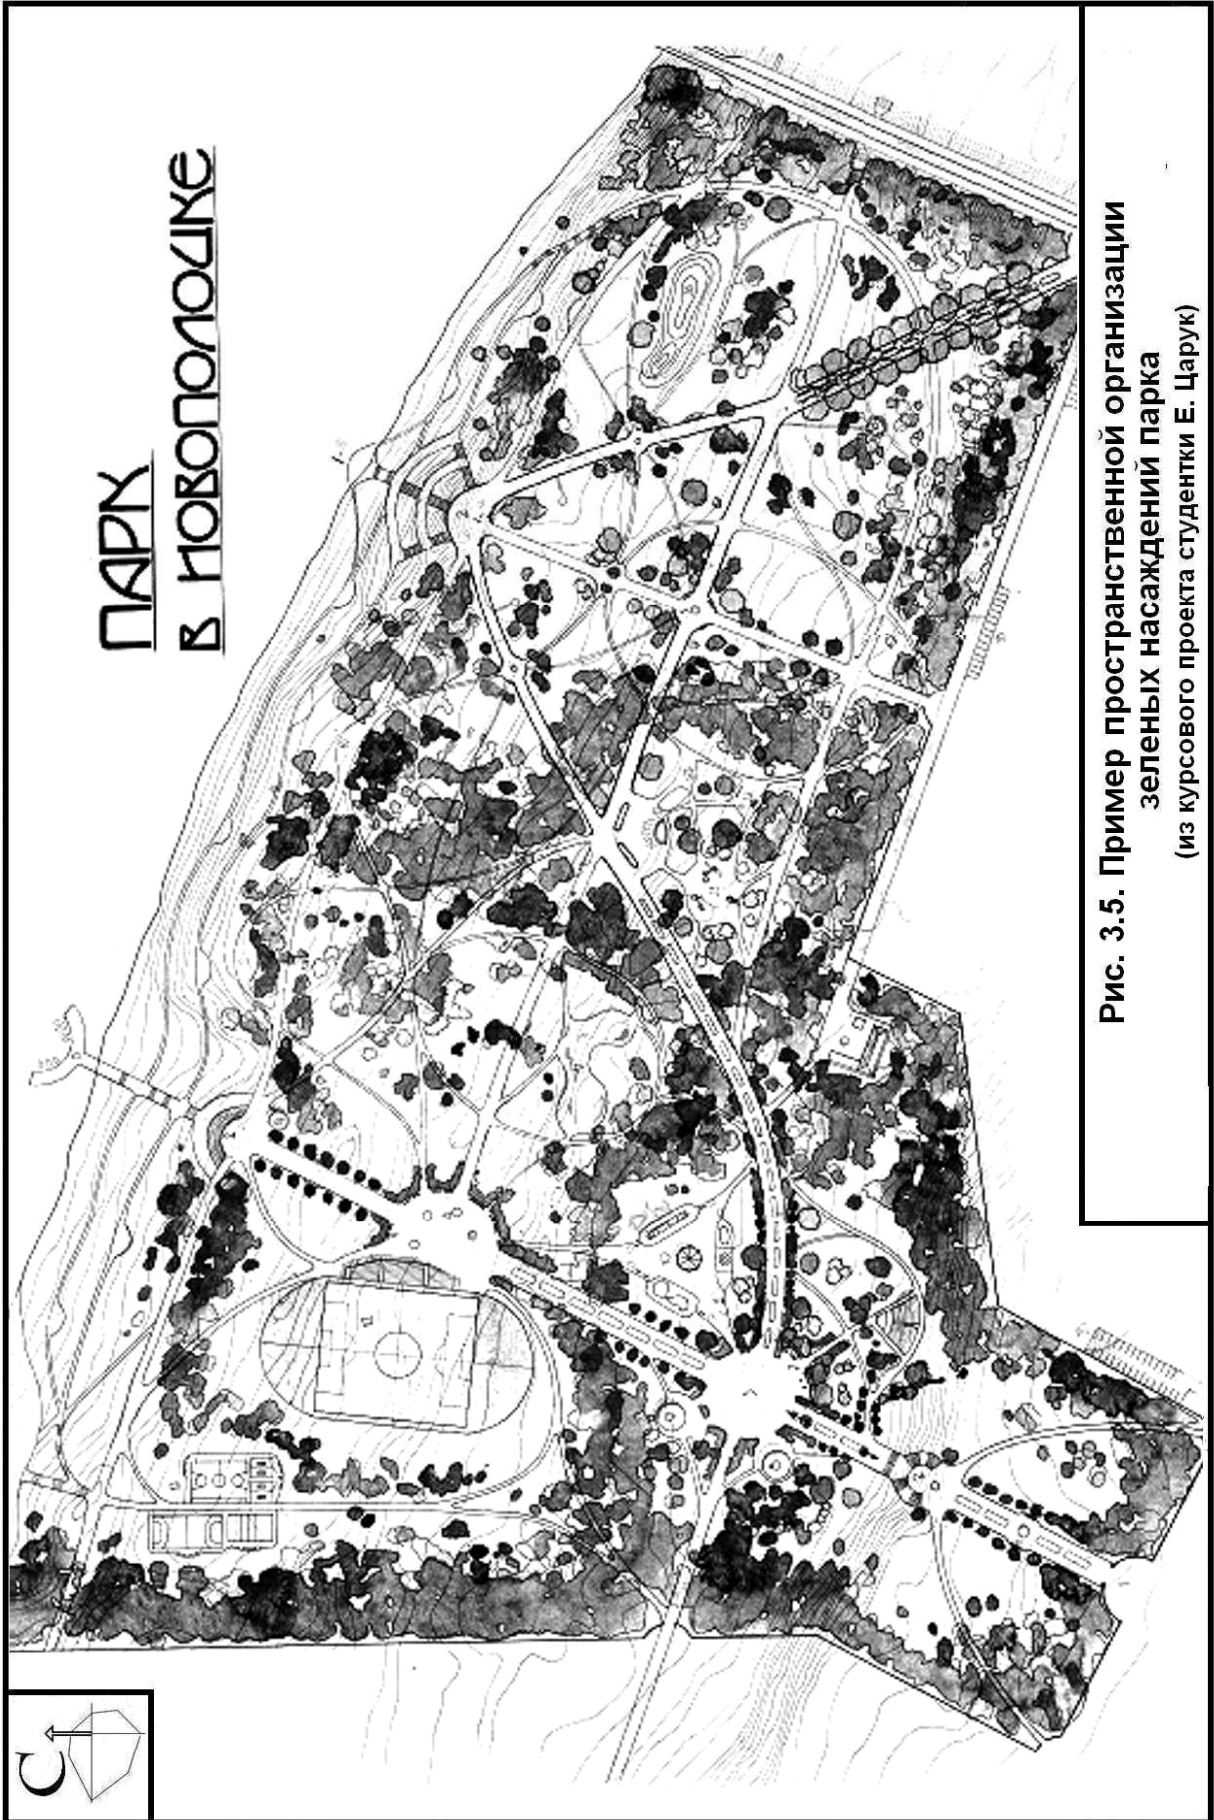 ПАРК
В НОВОПОЛОЦКЕ
Рис. 3.5. Пример пространственной организации
зеленых насаждений парка
(из курсового проекта студентки Е. Царук)
С